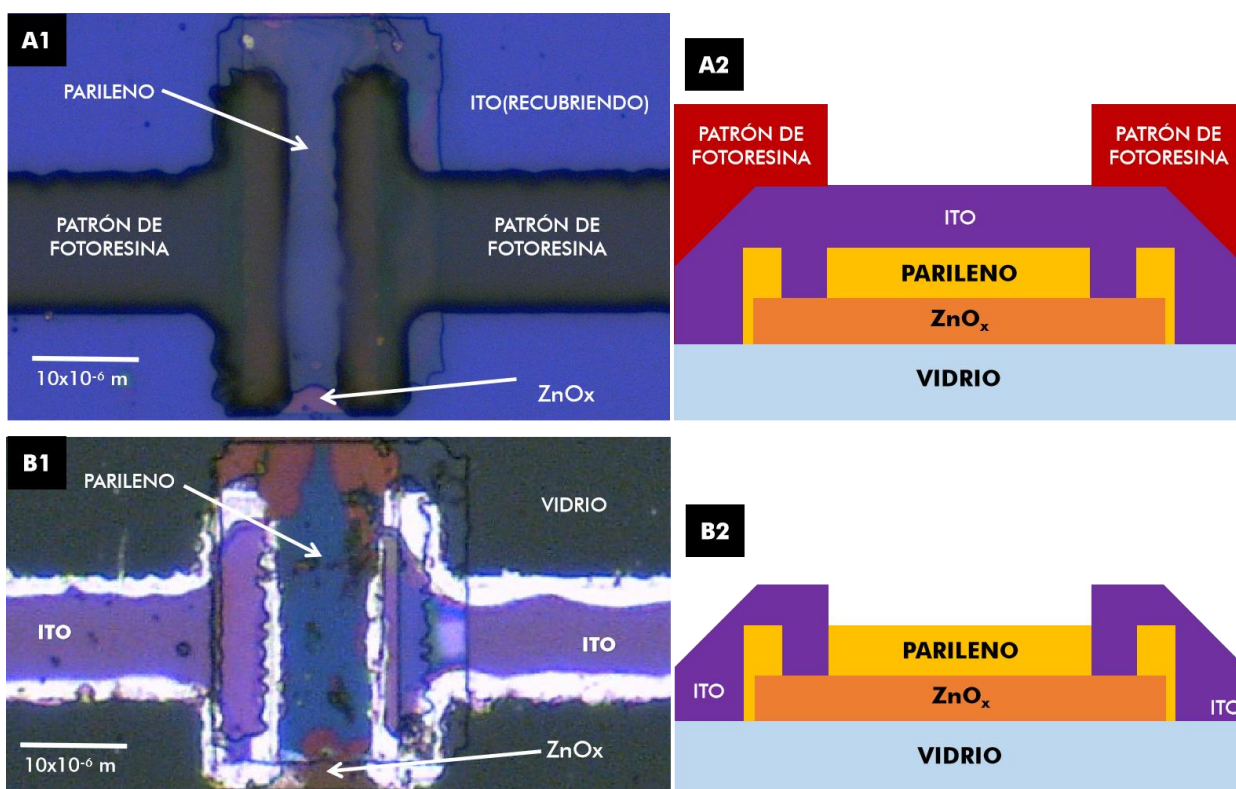 A1
PARILENO
ITO(RECUBRIENDO)
PATRÓN DE
FOTORESINA
PATRÓN DE
FOTORESINA
10x10⁻⁶ m
ZnOx
A2
PATRÓN DE
FOTORESINA
PATRÓN DE
FOTORESINA
ITO
PARILENO
ZnOₓ
VIDRIO
B1
PARILENO
VIDRIO
ITO
ITO
10x10⁻⁶ m
ZnOx
B2
PARILENO
ITO
ZnOₓ
ITO
VIDRIO